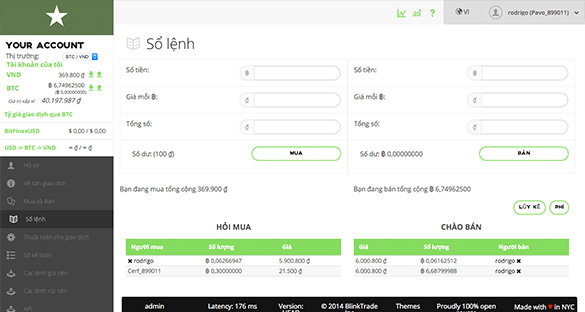 YOUR ACCOUNT
Thị trường: BTC / VND
Tài khoản của tôi
VND 369.800 ₫
BTC ฿ 6,74962500
(฿ 0,00000000)
Giá trị xấp xỉ 40.197.987 ₫
Tỷ giá giao dịch qua BTC
BitFinexUSD $ 0,00 / $ 0,00
USD -> BTC -> VND = ₫ / = ₫
Hồ sơ
Về sàn giao dịch
Mua và Bán
Sổ lệnh
Thuật toán cho giao dịch
Sổ kế toán
Các lệnh gửi tiền
Các lệnh rút tiền
API
? VI rodrigo (Pavo_899011)
Sổ lệnh
Số tiền: ฿
Giá mỗi ฿: ₫
Tổng số: ₫
Số dư: (100 ₫) MUA
Số tiền: ฿
Giá mỗi ฿: ₫
Tổng số: ₫
Số dư: ฿ 0,00000000 BÁN
Bạn đang mua tổng cộng 369.900 ₫
Bạn đang bán tổng cộng ฿ 6,74962500
LŨY KẾ PHÍ
HỎI MUA
Người mua Số lượng Giá
✖ rodrigo ฿ 0,06266947 5.900.800 ₫
Cerf_899011 ฿ 0,30000000 21.500 ₫
CHÀO BÁN
Giá Số lượng Người bán
6.000.800 ₫ ฿ 0,06162512 rodrigo ✖
6.000.800 ₫ ฿ 6,68799988 rodrigo ✖
admin Latency: 176 ms Version: © 2014 BlinkTrade Themes Proudly 100% open Made with ♥ in NYC